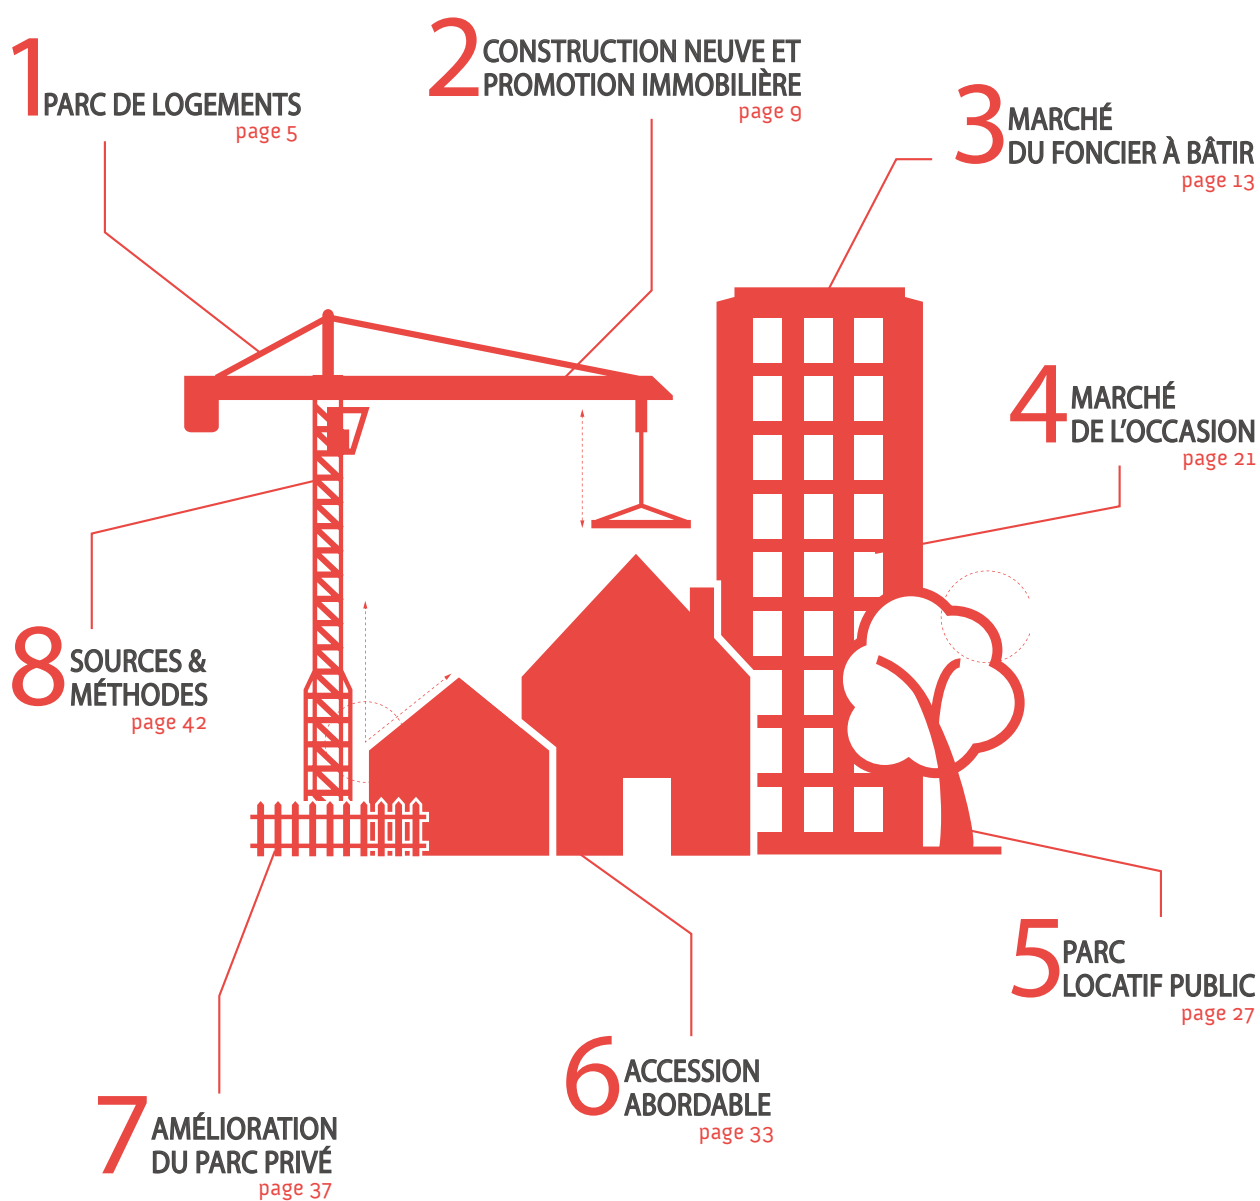 1 PARC DE LOGEMENTS
page 5
2 CONSTRUCTION NEUVE ET
PROMOTION IMMOBILIÈRE
page 9
3 MARCHÉ
DU FONCIER À BÂTIR
page 13
4 MARCHÉ
DE L'OCCASION
page 21
5 PARC
LOCATIF PUBLIC
page 27
6 ACCESSION
ABORDABLE
page 33
7 AMÉLIORATION
DU PARC PRIVÉ
page 37
8 SOURCES &
MÉTHODES
page 42